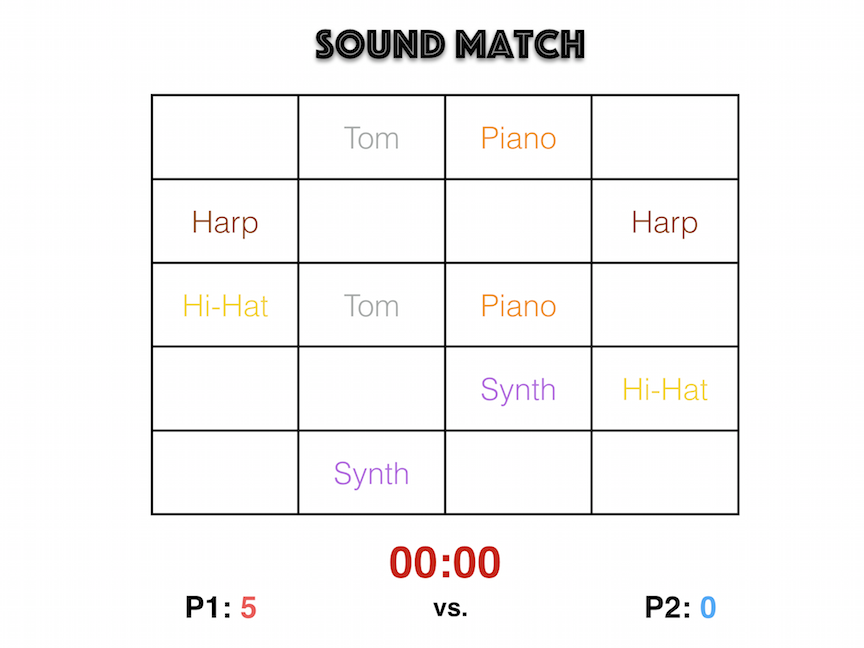 SOUND MATCH
Tom Piano
Harp Harp
Hi-Hat Tom Piano
Synth Hi-Hat
Synth
00:00
P1: 5 vs. P2: 0